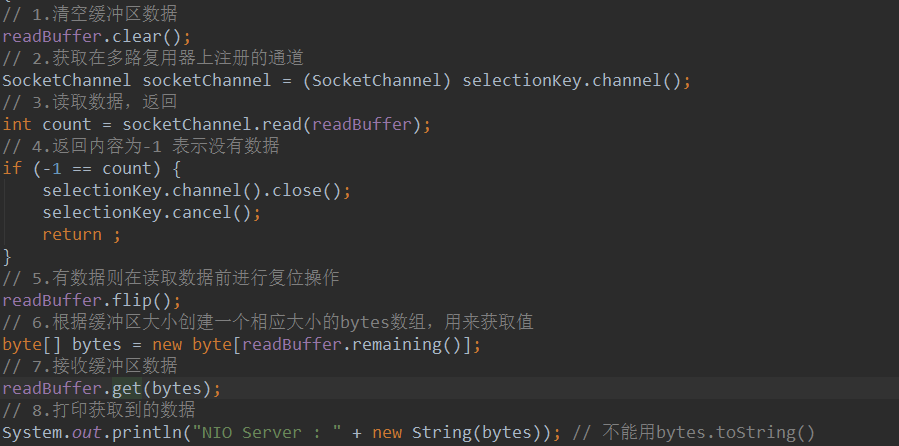 {
// 1.清空缓冲区数据
readBuffer.clear();
// 2.获取在多路复用器上注册的通道
SocketChannel socketChannel = (SocketChannel) selectionKey.channel();
// 3.读取数据，返回
int count = socketChannel.read(readBuffer);
// 4.返回内容为-1 表示没有数据
if (-1 == count) {
    selectionKey.channel().close();
    selectionKey.cancel();
    return ;
}
// 5.有数据则在读取数据前进行复位操作
readBuffer.flip();
// 6.根据缓冲区大小创建一个相应大小的bytes数组，用来获取值
byte[] bytes = new byte[readBuffer.remaining()];
// 7.接收缓冲区数据
readBuffer.get(bytes);
// 8.打印获取到的数据
System.out.println("NIO Server : " + new String(bytes)); // 不能用bytes.toString()